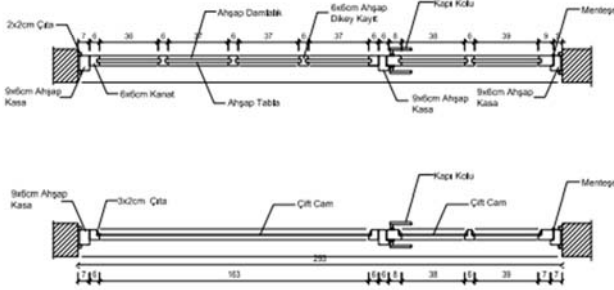 Ahşap Damlalık
6x6cm Ahşap
Dikey Kayıt
Kapı Kolu
Menteşe
2x2cm Çıta
7 6 36 6 37 6 37 6 37 6 6 8 38 6 39 9
9x6cm Ahşap
Kasa
6x6cm Kanat
Ahşap Tabla
9x6cm Ahşap
Kasa
9x6cm Ahşap
Kasa
9x6cm Ahşap
Kasa
3x2cm Çıta
Çift Cam
Kapı Kolu
Çift Cam
Menteşe
293
7 6 163 6 6 8 38 6 39 7 7